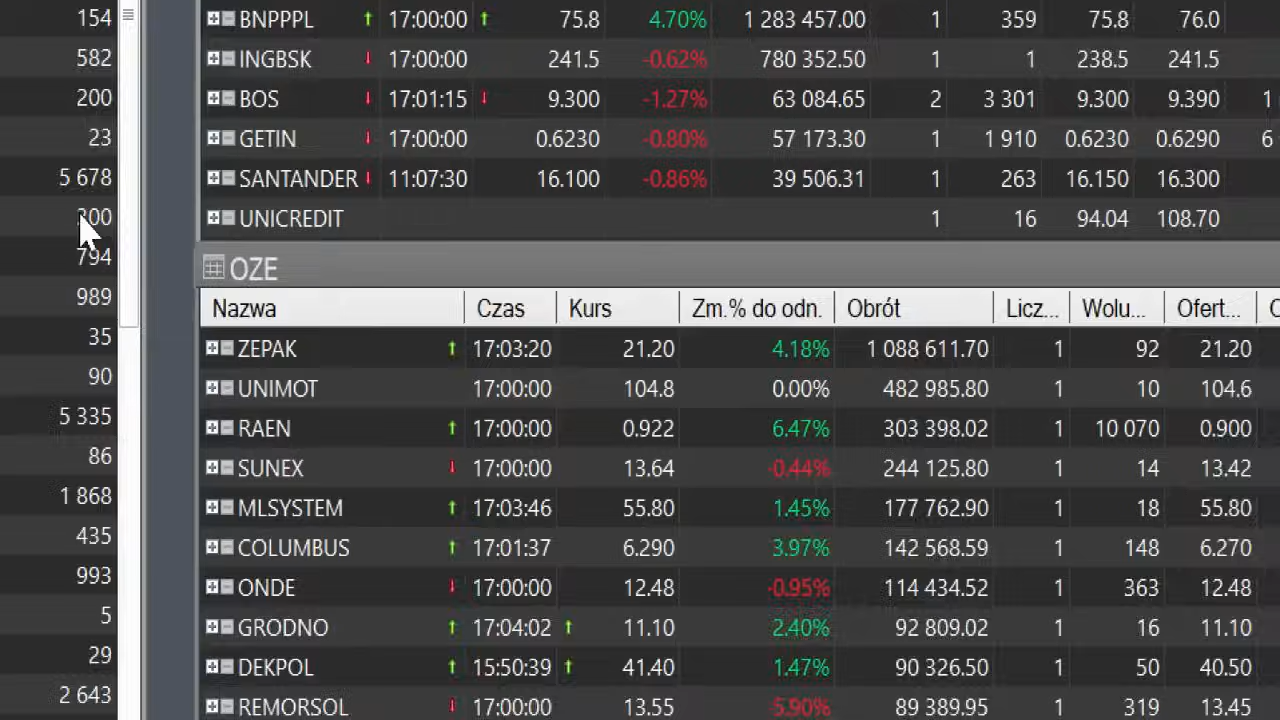 154
582
200
23
5 678
794
989
35
90
5 335
86
1 868
435
993
5
29
2 643
BNPPPL 17:00:00 75.8 4.70% 1 283 457.00 1 359 75.8 76.0
INGBSK 17:00:00 241.5 -0.62% 780 352.50 1 1 238.5 241.5
BOS 17:01:15 9.300 -1.27% 63 084.65 2 3 301 9.300 9.390 1
GETIN 17:00:00 0.6230 -0.80% 57 173.30 1 1 910 0.6230 0.6290 6
SANTANDER 11:07:30 16.100 -0.86% 39 506.31 1 263 16.150 16.300
UNICREDIT 1 16 94.04 108.70
OZE
Nazwa Czas Kurs Zm.% do odn. Obrót Licz... Wolu... Ofert...
ZEPAK 17:03:20 21.20 4.18% 1 088 611.70 1 92 21.20
UNIMOT 17:00:00 104.8 0.00% 482 985.80 1 10 104.6
RAEN 17:00:00 0.922 6.47% 303 398.02 1 10 070 0.900
SUNEX 17:00:00 13.64 -0.44% 244 125.80 1 14 13.42
MLSYSTEM 17:03:46 55.80 1.45% 177 762.90 1 18 55.80
COLUMBUS 17:01:37 6.290 3.97% 142 568.59 1 148 6.270
ONDE 17:00:00 12.48 -0.95% 114 434.52 1 363 12.48
GRODNO 17:04:02 11.10 2.40% 92 809.02 1 16 11.10
DEKPOL 15:50:39 41.40 1.47% 90 326.50 1 50 40.50
REMORSOL 17:00:00 13.55 -5.90% 89 389.95 1 319 13.45